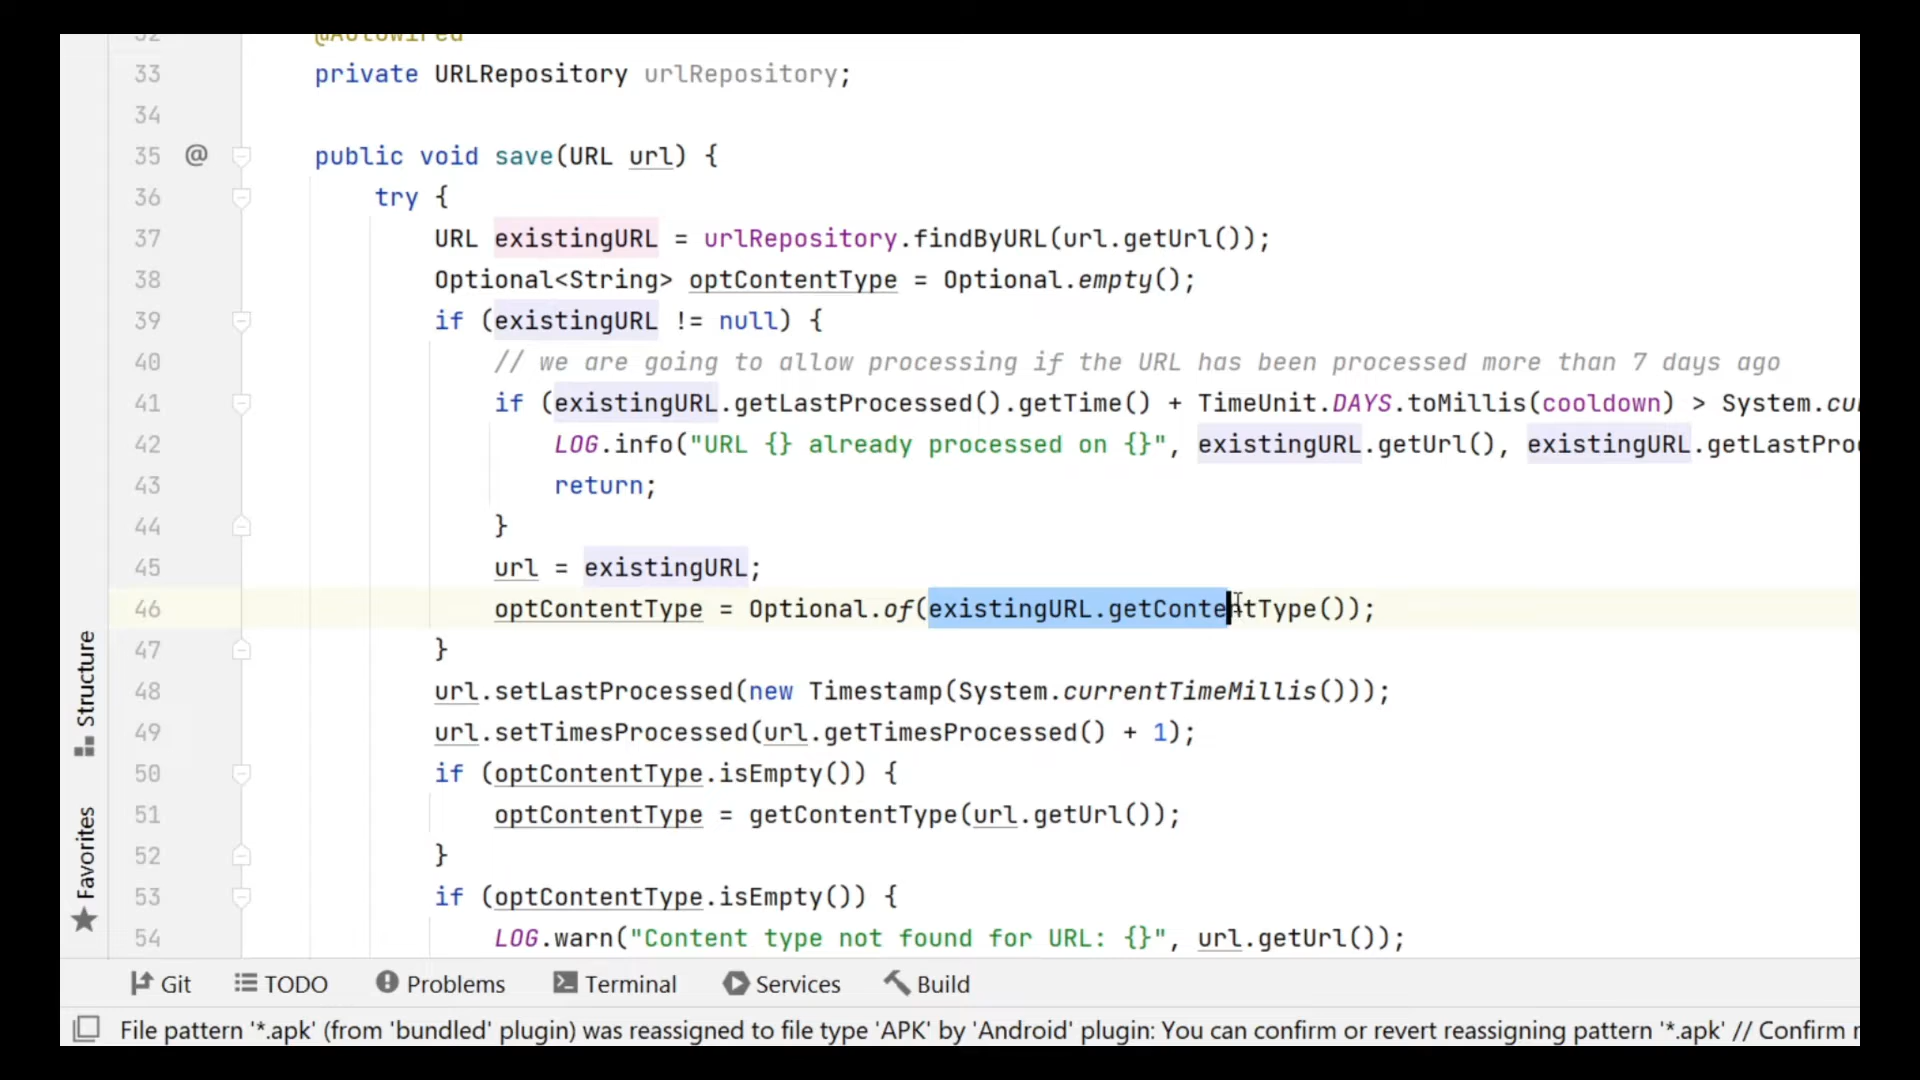 32 @Autowired
33 private URLRepository urlRepository;
34
35 @ public void save(URL url) {
36 try {
37 URL existingURL = urlRepository.findByURL(url.getUrl());
38 Optional<String> optContentType = Optional.empty();
39 if (existingURL != null) {
40 // we are going to allow processing if the URL has been processed more than 7 days ago
41 if (existingURL.getLastProcessed().getTime() + TimeUnit.DAYS.toMillis(cooldown) > System.cu
42 LOG.info("URL {} already processed on {}", existingURL.getUrl(), existingURL.getLastPro
43 return;
44 }
45 url = existingURL;
46 optContentType = Optional.of(existingURL.getContentType());
47 }
48 url.setLastProcessed(new Timestamp(System.currentTimeMillis()));
49 url.setTimesProcessed(url.getTimesProcessed() + 1);
50 if (optContentType.isEmpty()) {
51 optContentType = getContentType(url.getUrl());
52 }
53 if (optContentType.isEmpty()) {
54 LOG.warn("Content type not found for URL: {}", url.getUrl());
Structure
Favorites
Git TODO Problems Terminal Services Build
File pattern '*.apk' (from 'bundled' plugin) was reassigned to file type 'APK' by 'Android' plugin: You can confirm or revert reassigning pattern '*.apk' // Confirm